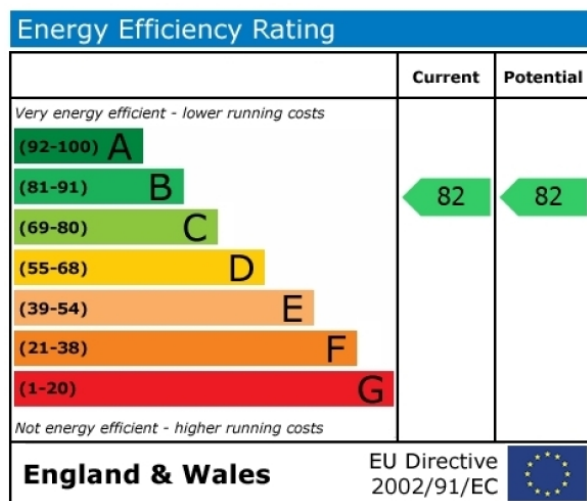 Energy Efficiency Rating
Current Potential
Very energy efficient - lower running costs
(92-100) A
(81-91) B
82 82
(69-80) C
(55-68) D
(39-54) E
(21-38) F
(1-20) G
Not energy efficient - higher running costs
England & Wales
EU Directive
2002/91/EC